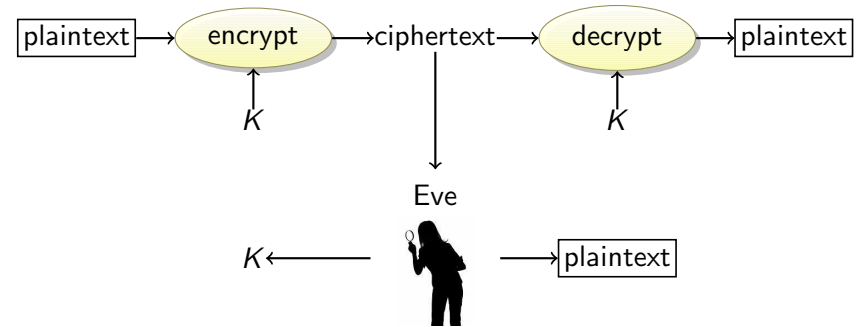 plaintext encrypt ciphertext decrypt plaintext
K K
Eve
K plaintext